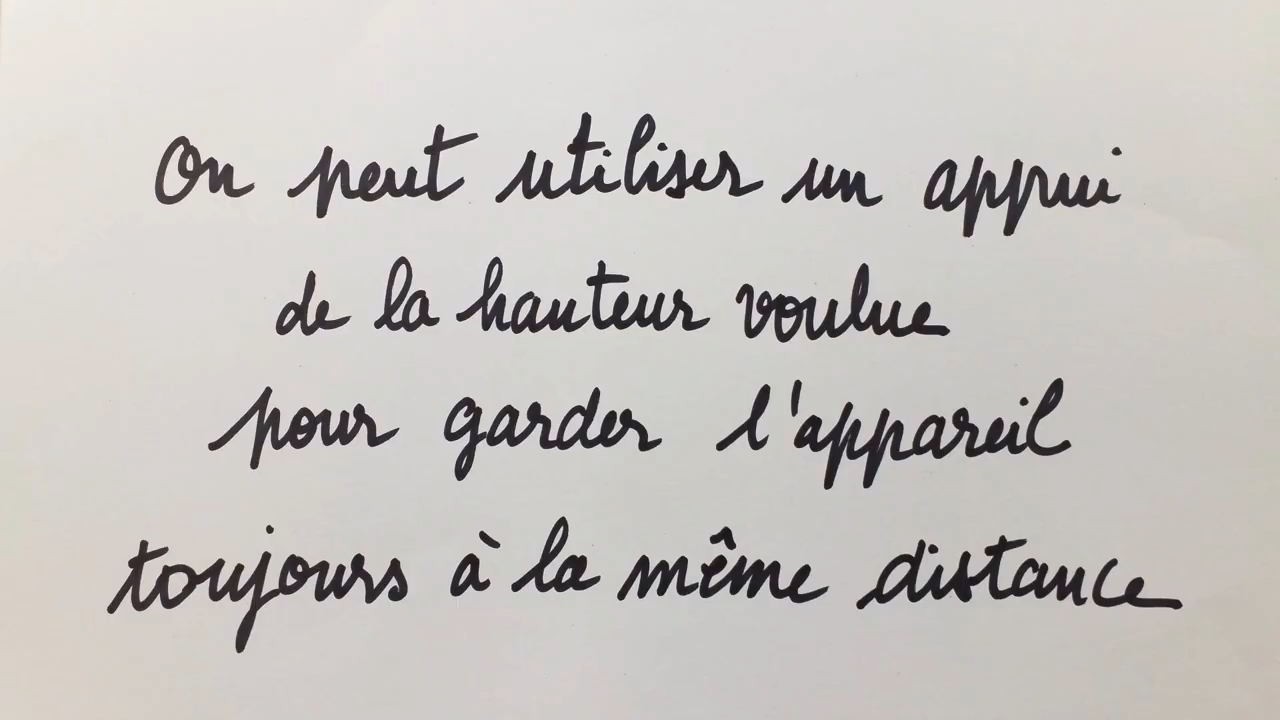 On peut utiliser un appui
de la hauteur voulue
pour garder l'appareil
toujours à la même distance